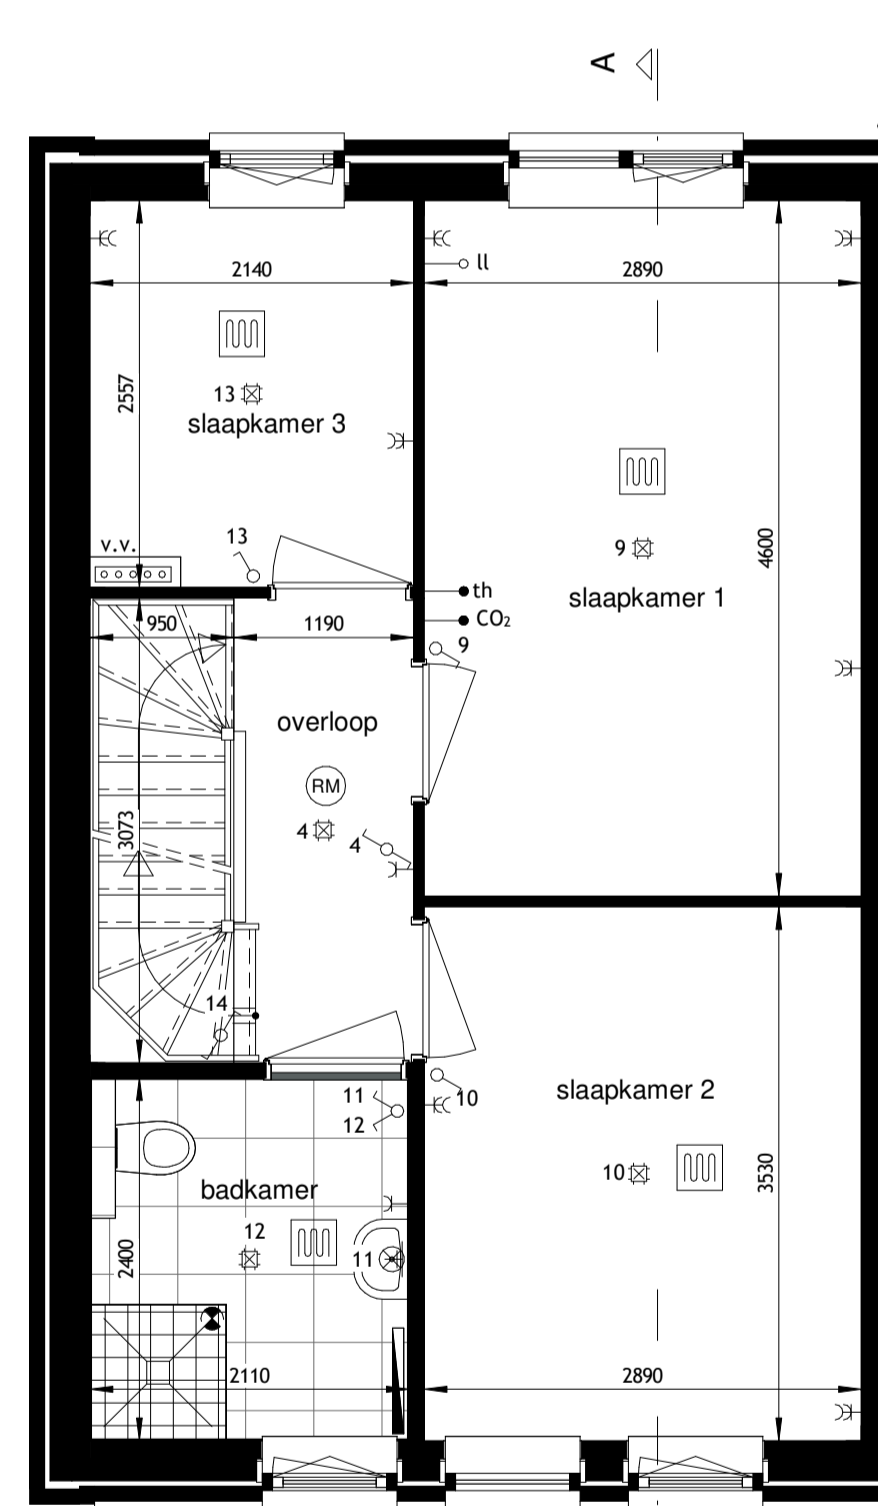 A
ll
2140
2890
2557
13
slaapkamer 3
v.v.
13
9
slaapkamer 1
4600
th
CO₂
9
950
1190
overloop
RM
4
4
3073
14
11
12
10
slaapkamer 2
10
3530
badkamer
12
11
2400
2110
2890